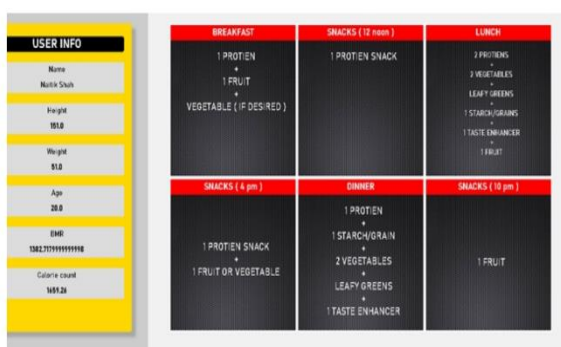 USER INFO
Name
Naitik Shah
Height
151.0
Weight
51.0
Age
20.0
BMR
1382.7179999999998
Calorie count
1659.26
BREAKFAST
1 PROTIEN
+
1 FRUIT
+
VEGETABLE ( IF DESIRED )
SNACKS ( 12 noon )
1 PROTIEN SNACK
LUNCH
2 PROTIENS
+
2 VEGETABLES
+
LEAFY GREENS
+
1 STARCH/GRAINS
+
1 TASTE ENHANCER
+
1 FRUIT
SNACKS ( 4 pm )
1 PROTIEN SNACK
+
1 FRUIT OR VEGETABLE
DINNER
1 PROTIEN
+
1 STARCH/GRAIN
+
2 VEGETABLES
+
LEAFY GREENS
+
1 TASTE ENHANCER
SNACKS ( 10 pm )
1 FRUIT